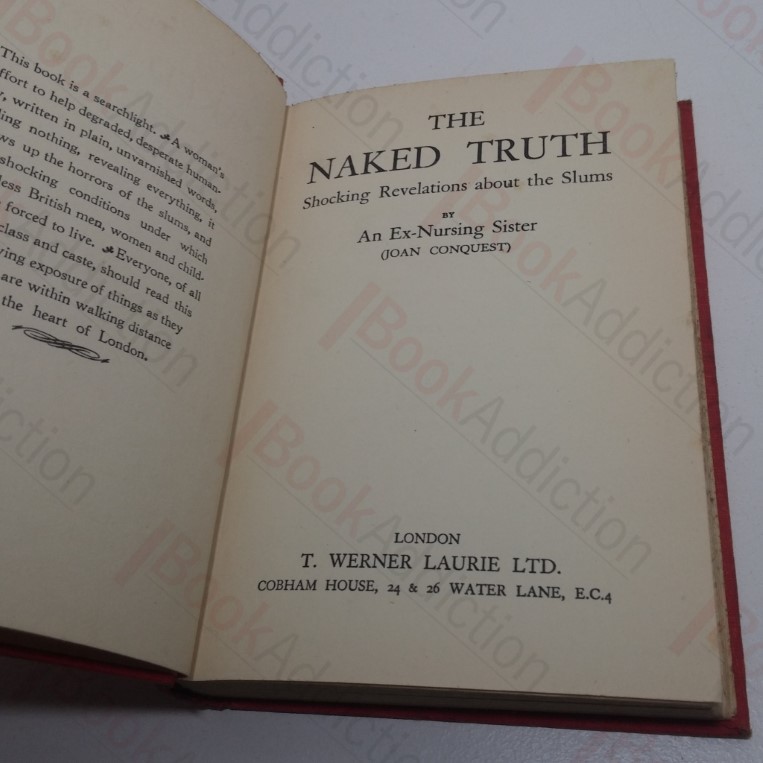 This book is a searchlight. A woman's
effort to help degraded, desperate human-
written in plain, unvarnished words,
nothing, revealing everything, it
up the horrors of the slums, and
shocking conditions under which
British men, women and child-
forced to live. Everyone, of all
class and caste, should read this
exposure of things as they
are within walking distance
the heart of London.
THE
NAKED TRUTH
Shocking Revelations about the Slums
BY
An Ex-Nursing Sister
(JOAN CONQUEST)
LONDON
T. WERNER LAURIE LTD.
COBHAM HOUSE, 24 & 26 WATER LANE, E.C.4
BookAddiction